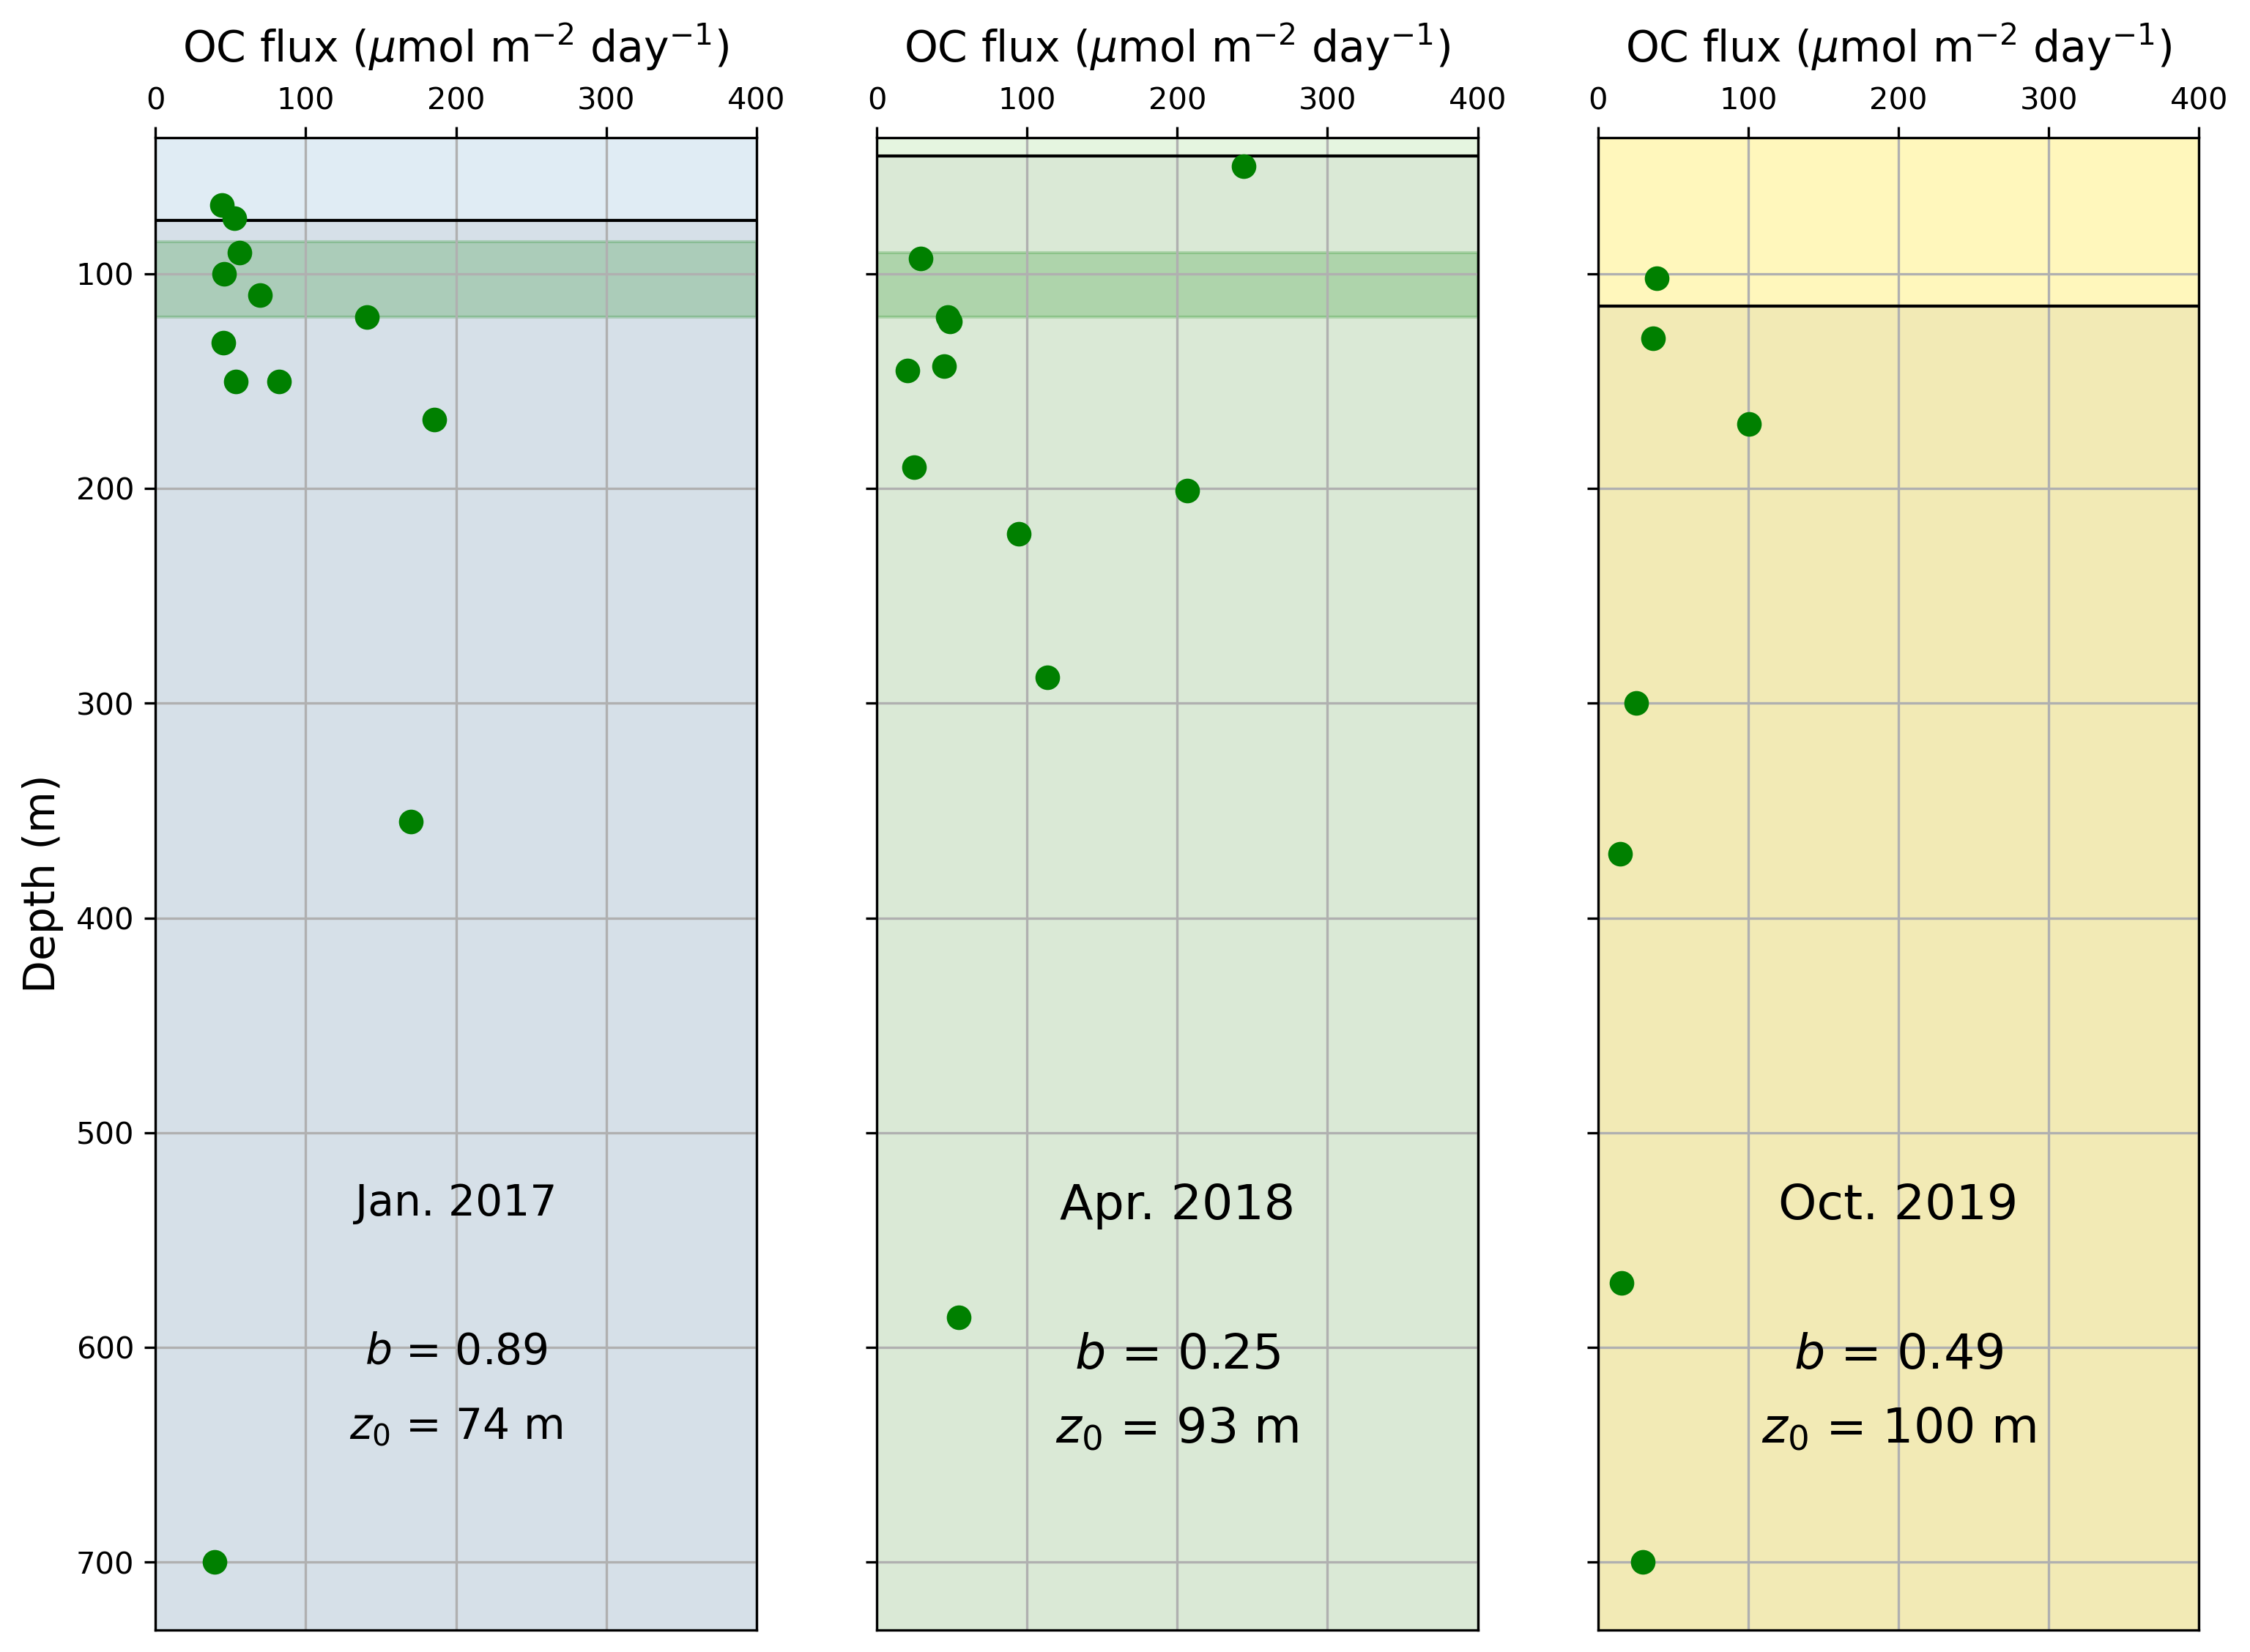 OC flux (μmol m⁻² day⁻¹) OC flux (μmol m⁻² day⁻¹) OC flux (μmol m⁻² day⁻¹)
0 100 200 300 400 0 100 200 300 400 0 100 200 300 400
100
200
300
Depth (m)
400
500
Jan. 2017 Apr. 2018 Oct. 2019
600
b = 0.89 b = 0.25 b = 0.49
z₀ = 74 m z₀ = 93 m z₀ = 100 m
700